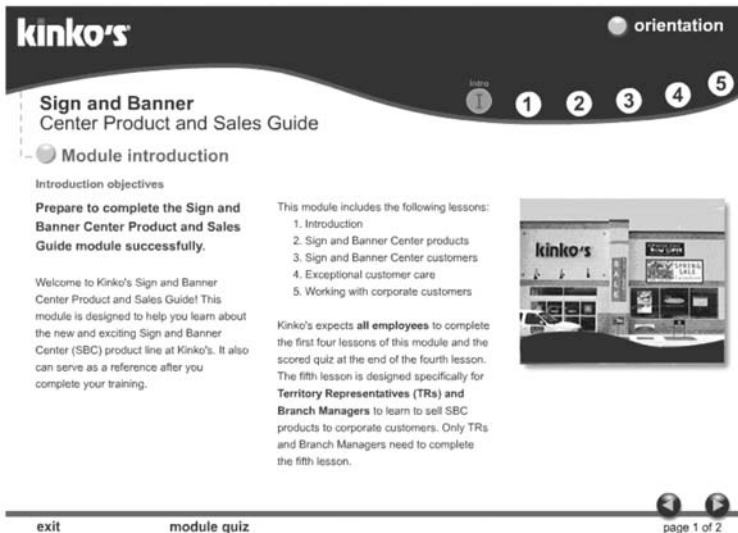 kinko's
orientation
Intro
I 1 2 3 4 5
Sign and Banner
Center Product and Sales Guide
Module introduction
Introduction objectives
Prepare to complete the Sign and
Banner Center Product and Sales
Guide module successfully.
Welcome to Kinko's Sign and Banner
Center Product and Sales Guide! This
module is designed to help you learn about
the new and exciting Sign and Banner
Center (SBC) product line at Kinko's. It also
can serve as a reference after you
complete your training.
This module includes the following lessons:
1. Introduction
2. Sign and Banner Center products
3. Sign and Banner Center customers
4. Exceptional customer care
5. Working with corporate customers
Kinko's expects all employees to complete
the first four lessons of this module and the
scored quiz at the end of the fourth lesson.
The fifth lesson is designed specifically for
Territory Representatives (TRs) and
Branch Managers to learn to sell SBC
products to corporate customers. Only TRs
and Branch Managers need to complete
the fifth lesson.
kinko's
SPRING
SALE
exit
module quiz
page 1 of 2